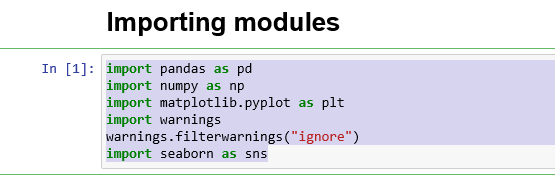 Importing modules
In [1]: import pandas as pd
import numpy as np
import matplotlib.pyplot as plt
import warnings
warnings.filterwarnings("ignore")
import seaborn as sns